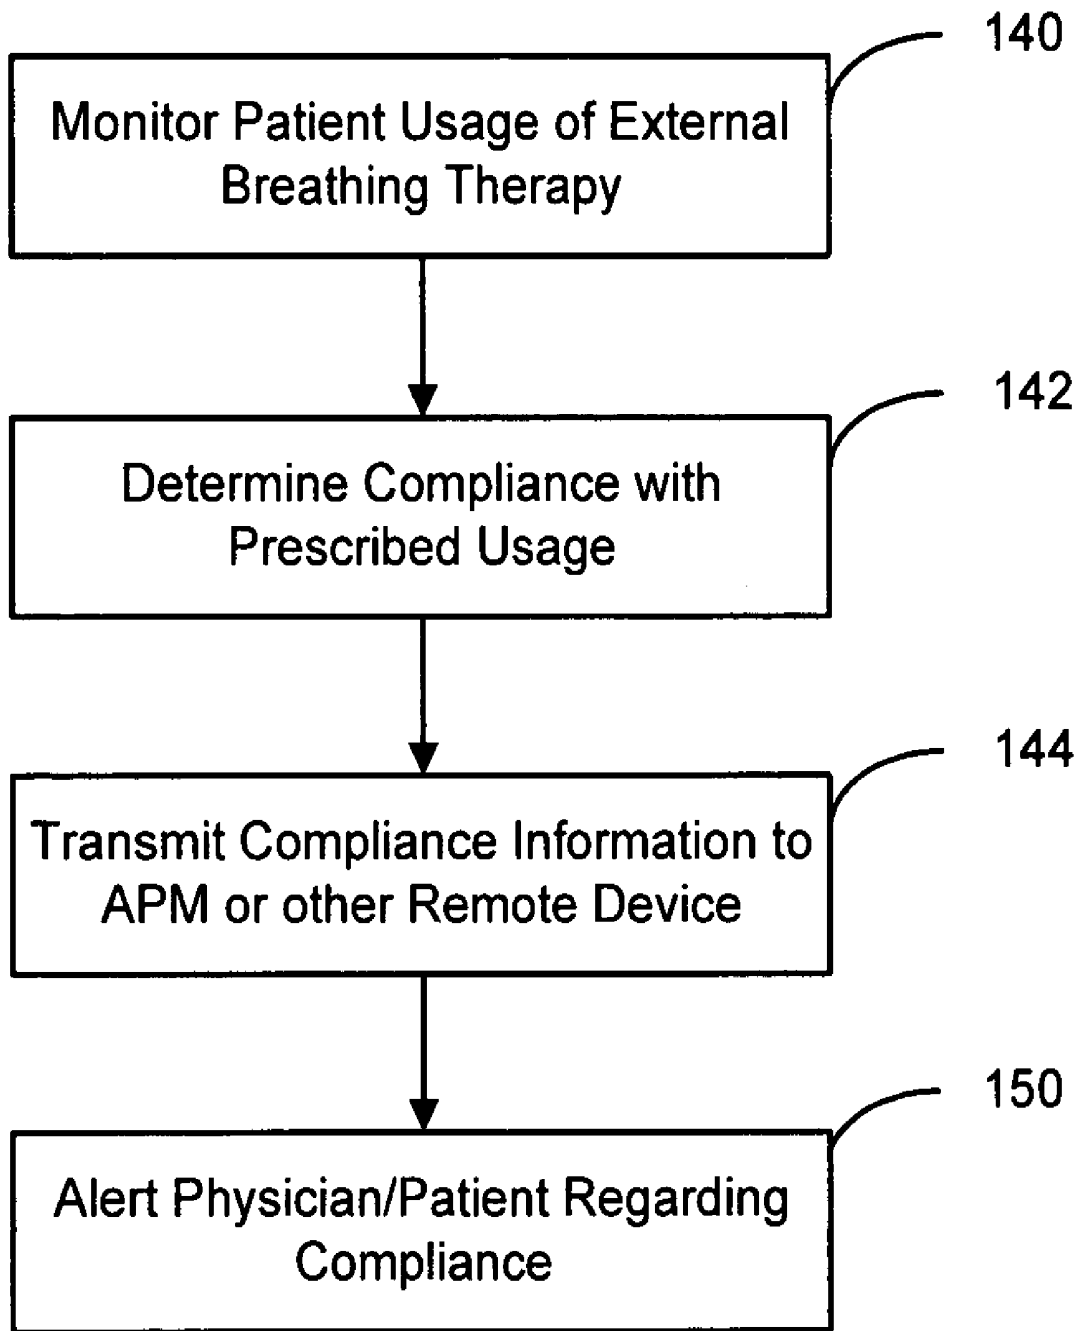 140
Monitor Patient Usage of External
Breathing Therapy
142
Determine Compliance with
Prescribed Usage
144
Transmit Compliance Information to
APM or other Remote Device
150
Alert Physician/Patient Regarding
Compliance